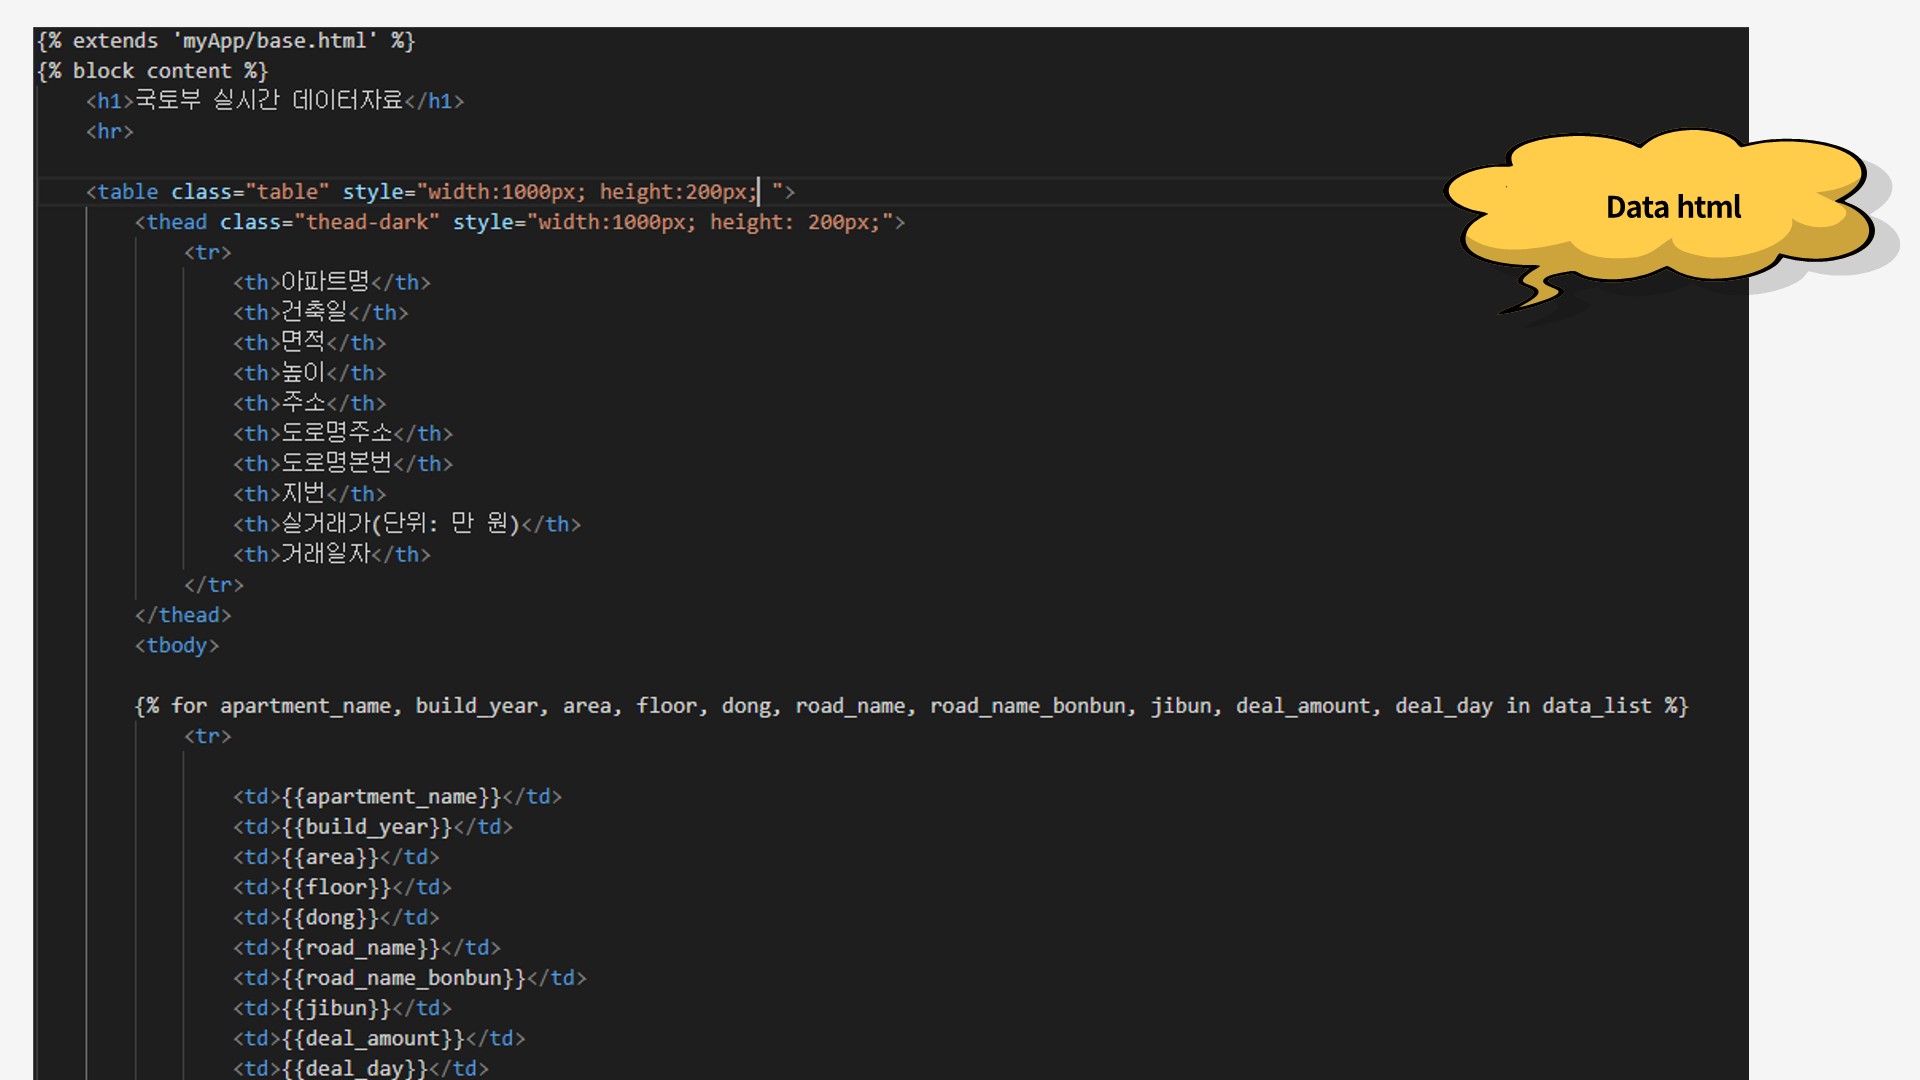 {% extends 'myApp/base.html' %}
{% block content %}
<h1>국토부 실시간 데이터자료</h1>
<hr>
<table class="table" style="width:1000px; height:200px; ">
<thead class="thead-dark" style="width:1000px; height: 200px;">
<tr>
<th>아파트명</th>
<th>건축일</th>
<th>면적</th>
<th>높이</th>
<th>주소</th>
<th>도로명주소</th>
<th>도로명본번</th>
<th>지번</th>
<th>실거래가(단위: 만 원)</th>
<th>거래일자</th>
</tr>
</thead>
<tbody>
{% for apartment_name, build_year, area, floor, dong, road_name, road_name_bonbun, jibun, deal_amount, deal_day in data_list %}
<tr>
<td>{{apartment_name}}</td>
<td>{{build_year}}</td>
<td>{{area}}</td>
<td>{{floor}}</td>
<td>{{dong}}</td>
<td>{{road_name}}</td>
<td>{{road_name_bonbun}}</td>
<td>{{jibun}}</td>
<td>{{deal_amount}}</td>
<td>{{deal_day}}</td>
Data html